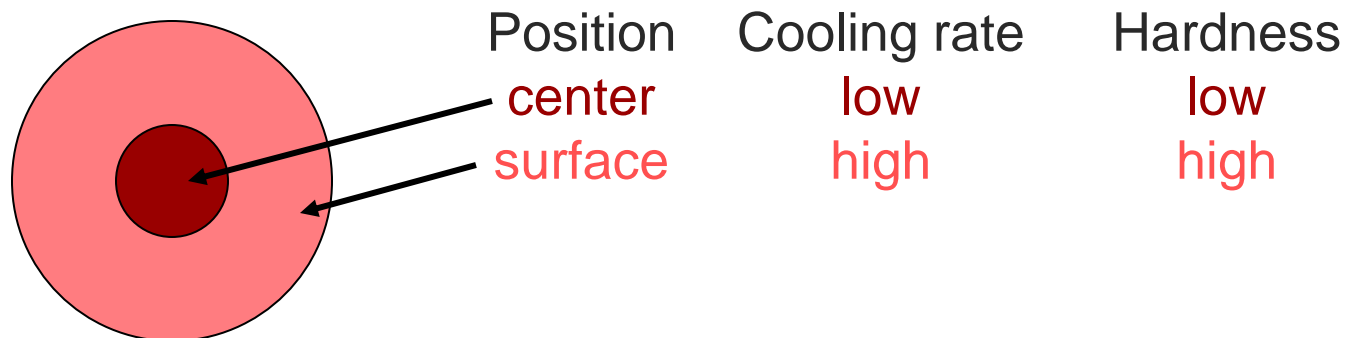 Position Cooling rate Hardness
center low low
surface high high